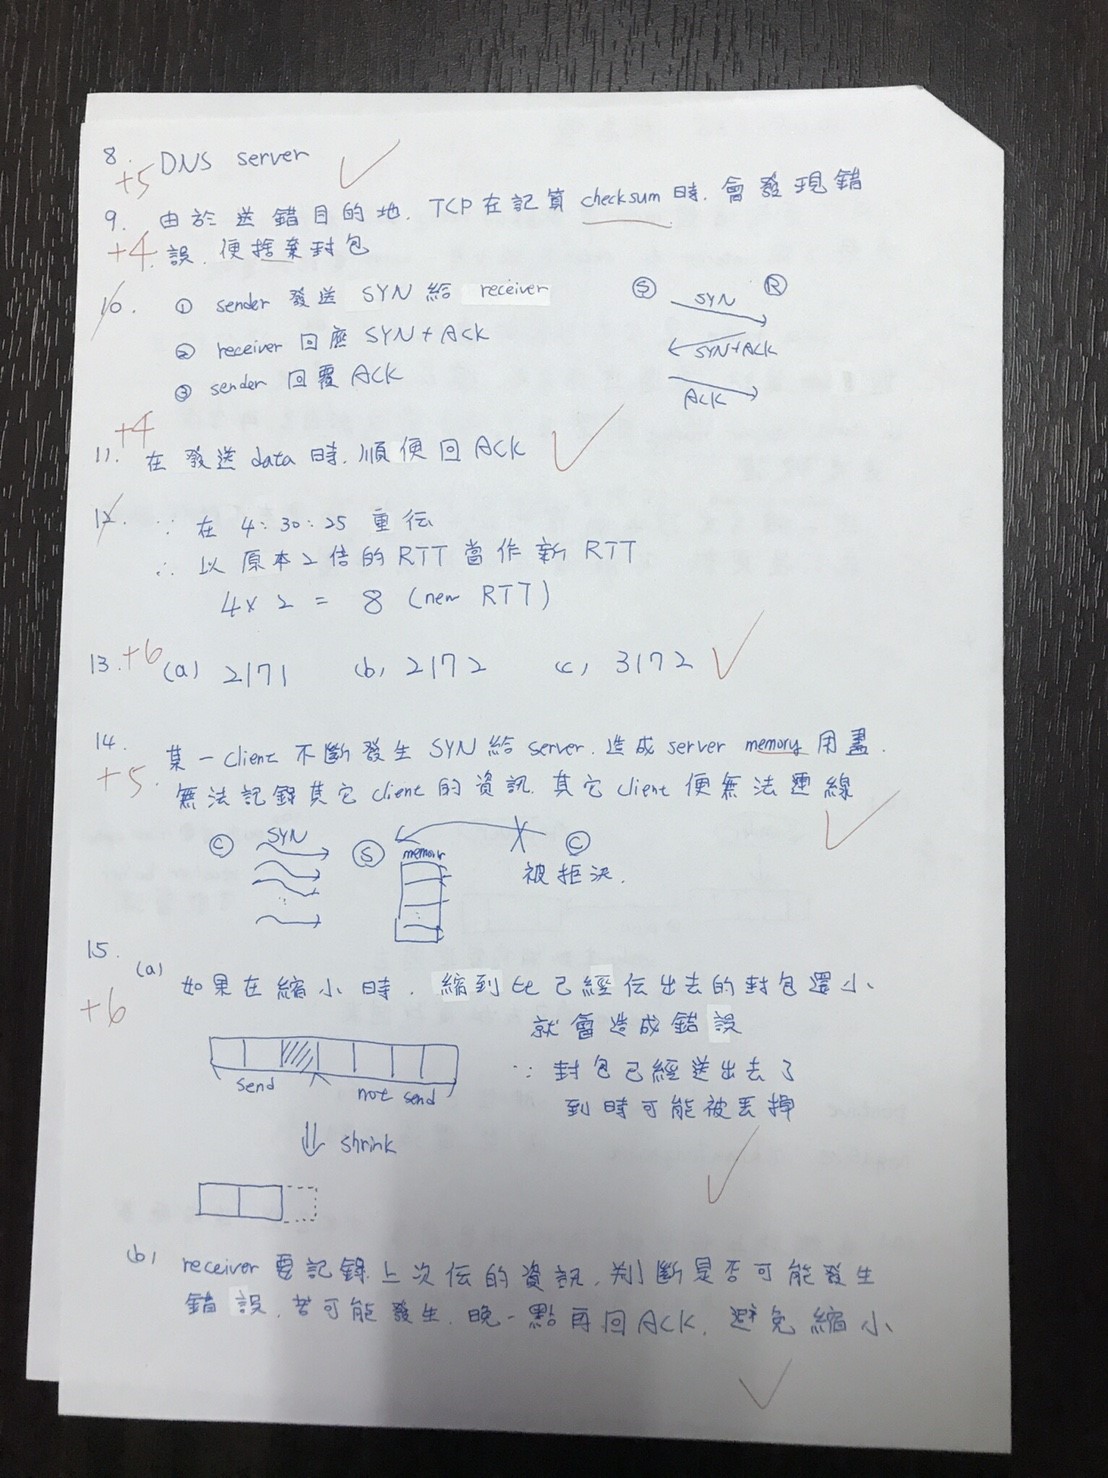 8. DNS server
+5
9. 由於送錯目的地. TCP在記算checksum時. 會發現錯
+4 誤. 便捨棄封包
10. ① sender 發送 SYN 給 receiver
② receiver 回應 SYN+ACK
③ sender 回覆 ACK
Ⓢ Ⓡ
SYN
SYN+ACK
ACK
+4
11. 在發送data時. 順便回ACK
12. ∵ 在 4:30:25 重伝
∴ 以原本2倍的RTT當作新RTT
4×2 = 8 (new RTT)
13. +6 (a) 2171 (b) 2172 (c) 3172
14. 某一client不斷發生SYN給server. 造成server memory用盡.
+5 無法記錄其它client的資訊. 其它client便無法連線
Ⓒ SYN Ⓢ memory Ⓒ
被拒決.
15.
(a) 如果在縮小時. 縮到比已經伝出去的封包還小
+6
就會造成錯誤
∵ 封包已經送出去了
到時可能被丟掉
send not send
shrink
(b) receiver要記錄上次伝的資訊. 判斷是否可能發生
錯誤. 若可能發生. 晚一點再回ACK. 避免縮小